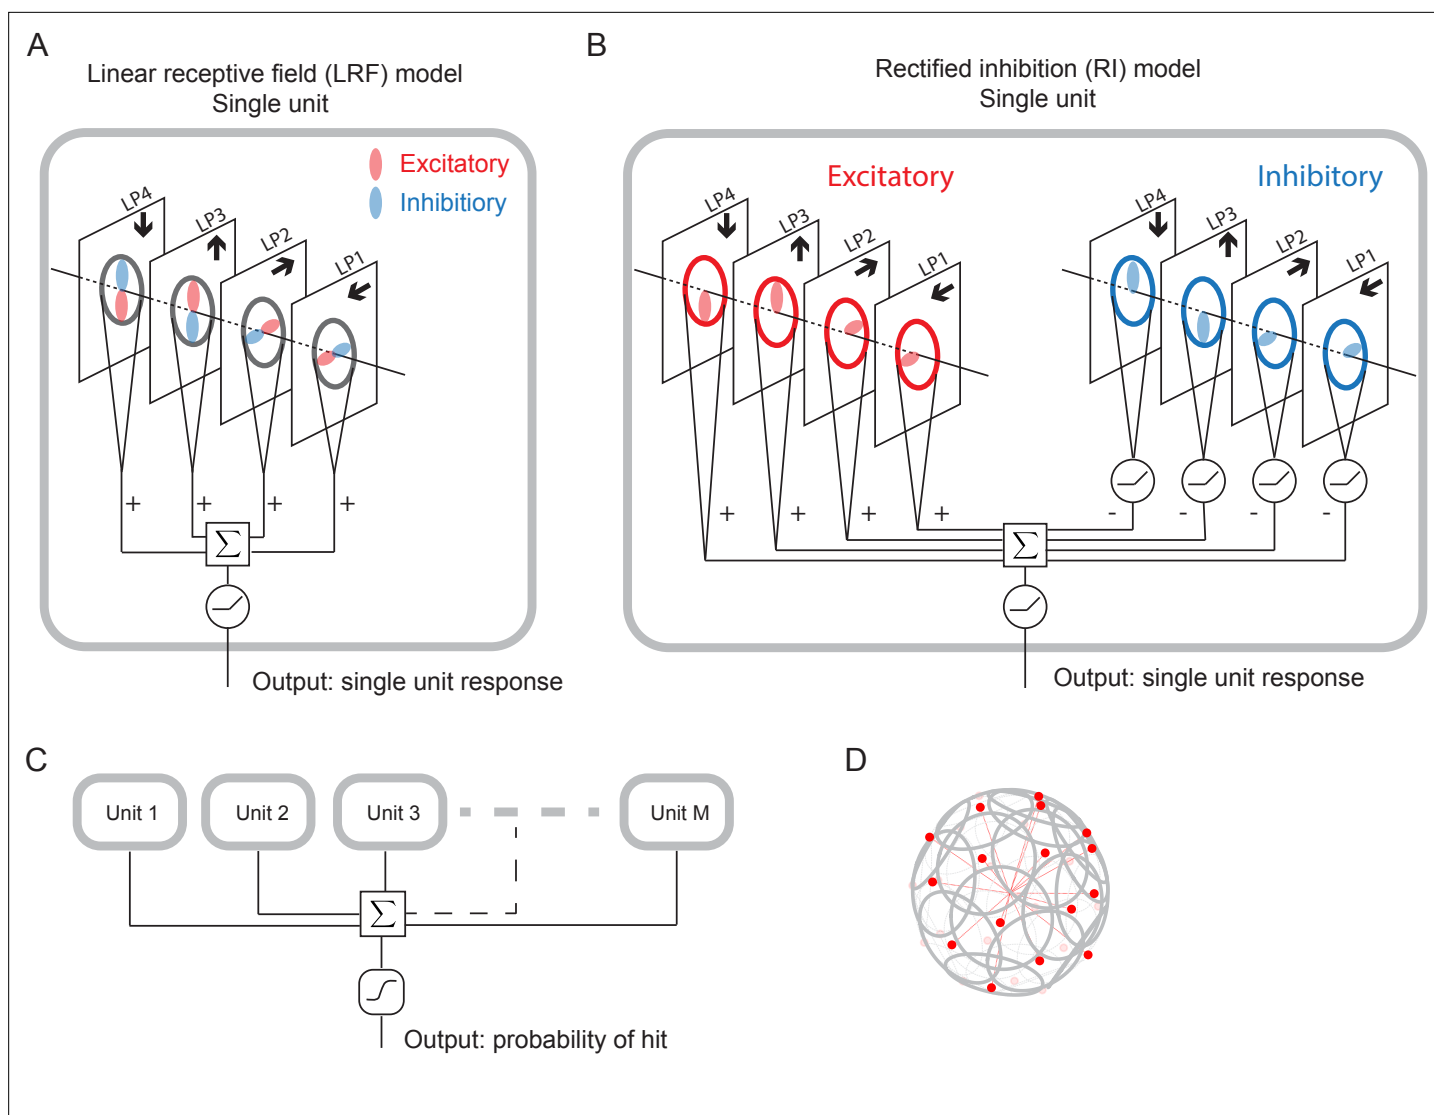 A
Linear receptive field (LRF) model
Single unit
Excitatory
Inhibitiory
LP4
LP3
LP2
LP1
+
+
+
+
Σ
Output: single unit response
B
Rectified inhibition (RI) model
Single unit
Excitatory
Inhibitory
LP4
LP3
LP2
LP1
LP4
LP3
LP2
LP1
+
+
+
+
-
-
-
-
Σ
Output: single unit response
C
Unit 1
Unit 2
Unit 3
Unit M
Σ
Output: probability of hit
D